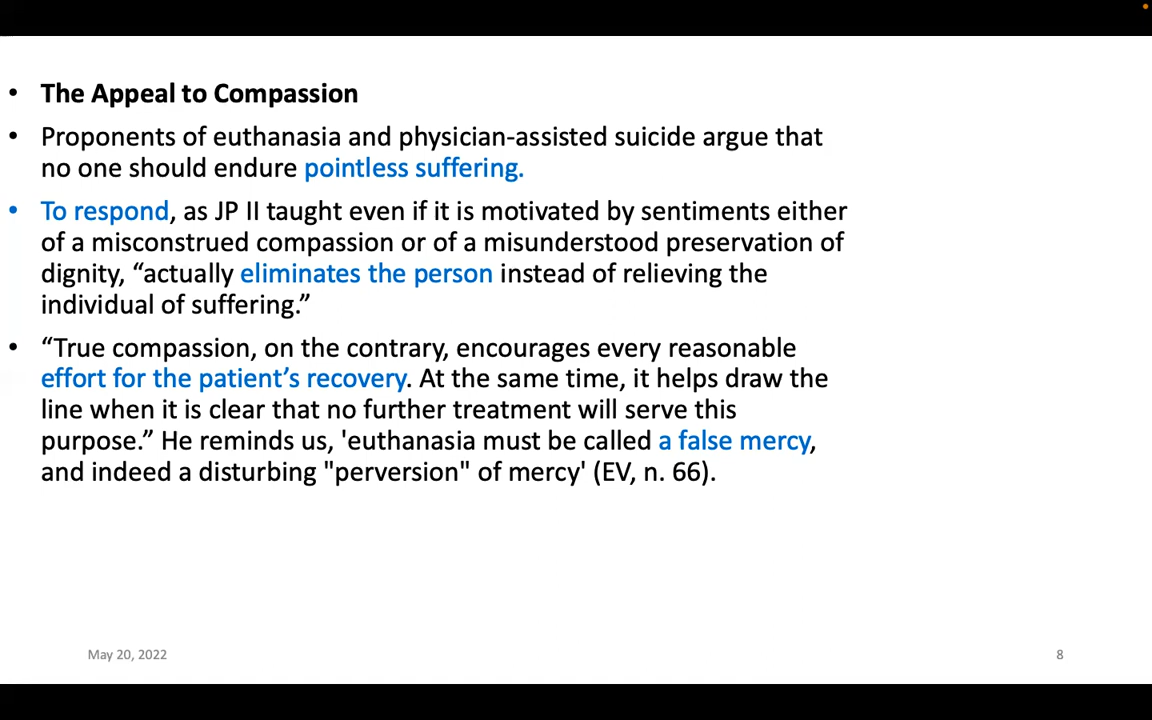 • The Appeal to Compassion
• Proponents of euthanasia and physician-assisted suicide argue that
no one should endure pointless suffering.
• To respond, as JP II taught even if it is motivated by sentiments either
of a misconstrued compassion or of a misunderstood preservation of
dignity, “actually eliminates the person instead of relieving the
individual of suffering.”
• “True compassion, on the contrary, encourages every reasonable
effort for the patient’s recovery. At the same time, it helps draw the
line when it is clear that no further treatment will serve this
purpose.” He reminds us, 'euthanasia must be called a false mercy,
and indeed a disturbing "perversion" of mercy' (EV, n. 66).
May 20, 2022
8